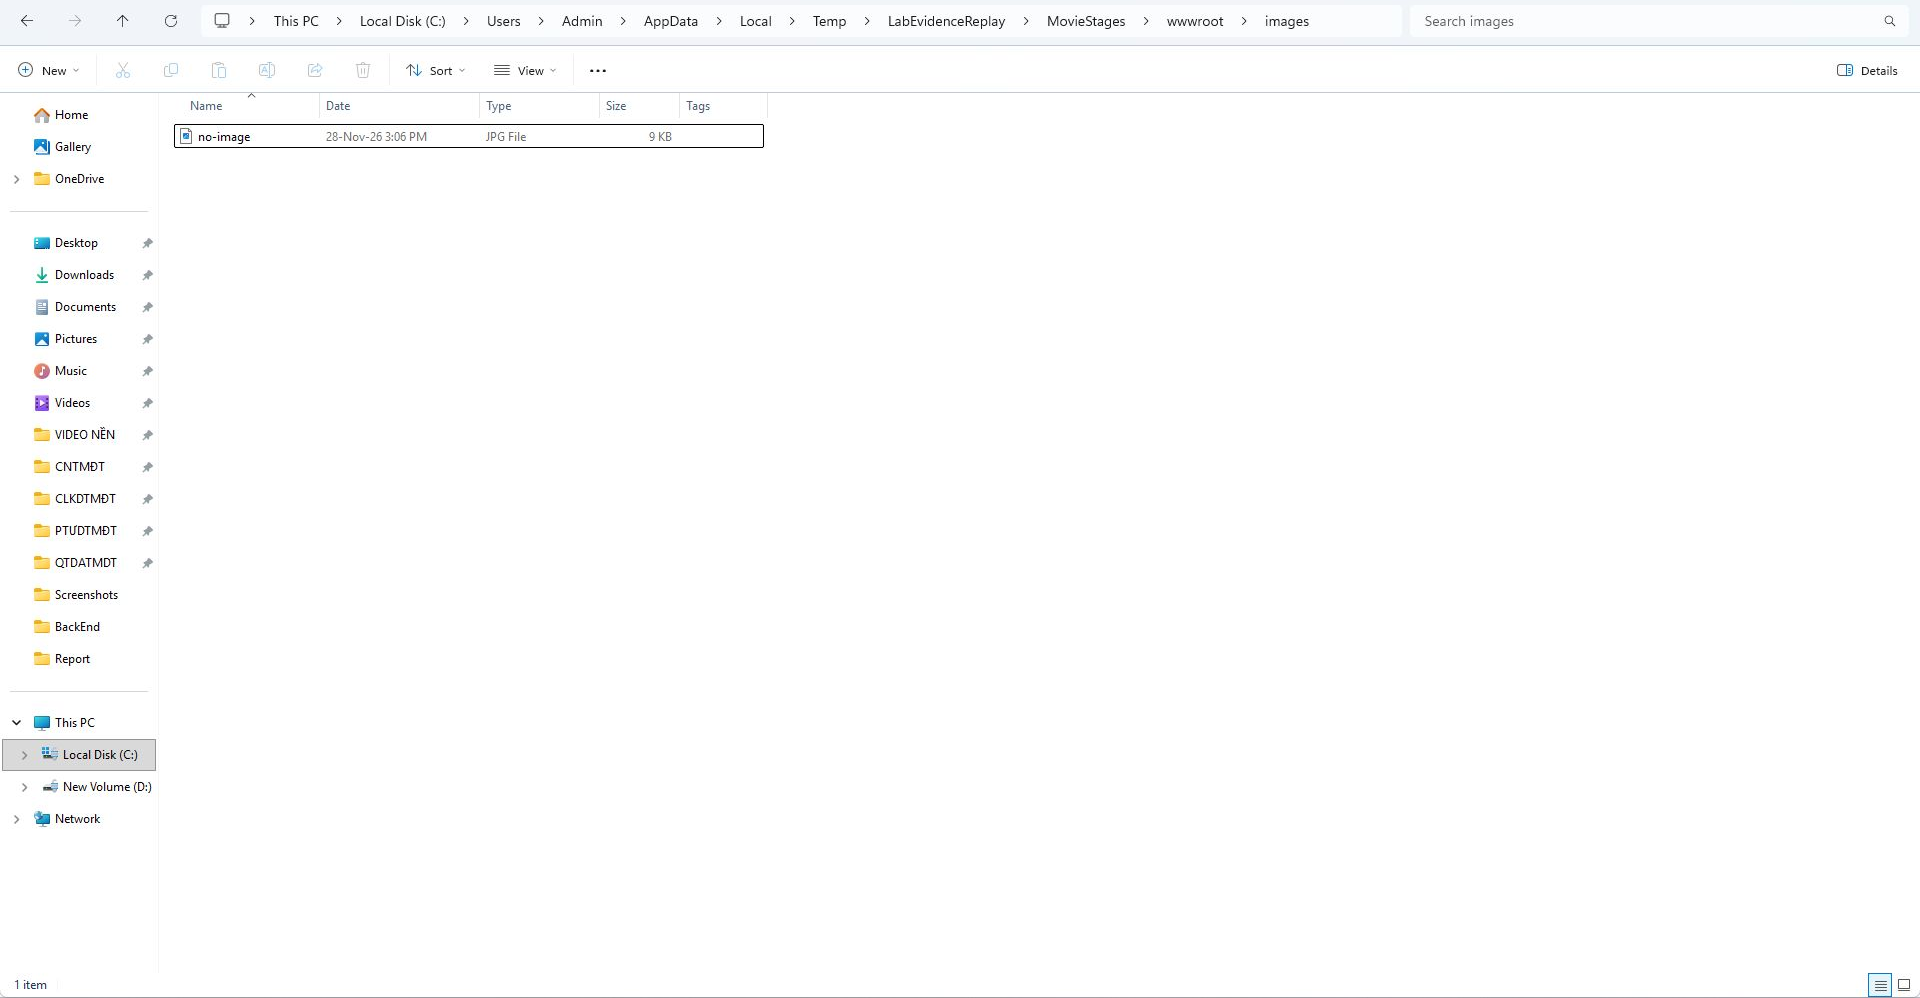 This PC > Local Disk (C:) > Users > Admin > AppData > Local > Temp > LabEvidenceReplay > MovieStages > wwwroot > images
Search images
New
Sort
View
Details
Name Date Type Size Tags
no-image 28-Nov-26 3:06 PM JPG File 9 KB
Home
Gallery
OneDrive
Desktop
Downloads
Documents
Pictures
Music
Videos
VIDEO NỀN
CNTMĐT
CLKDTMĐT
PTƯDTMĐT
QTDATMDT
Screenshots
BackEnd
Report
This PC
Local Disk (C:)
New Volume (D:)
Network
1 item